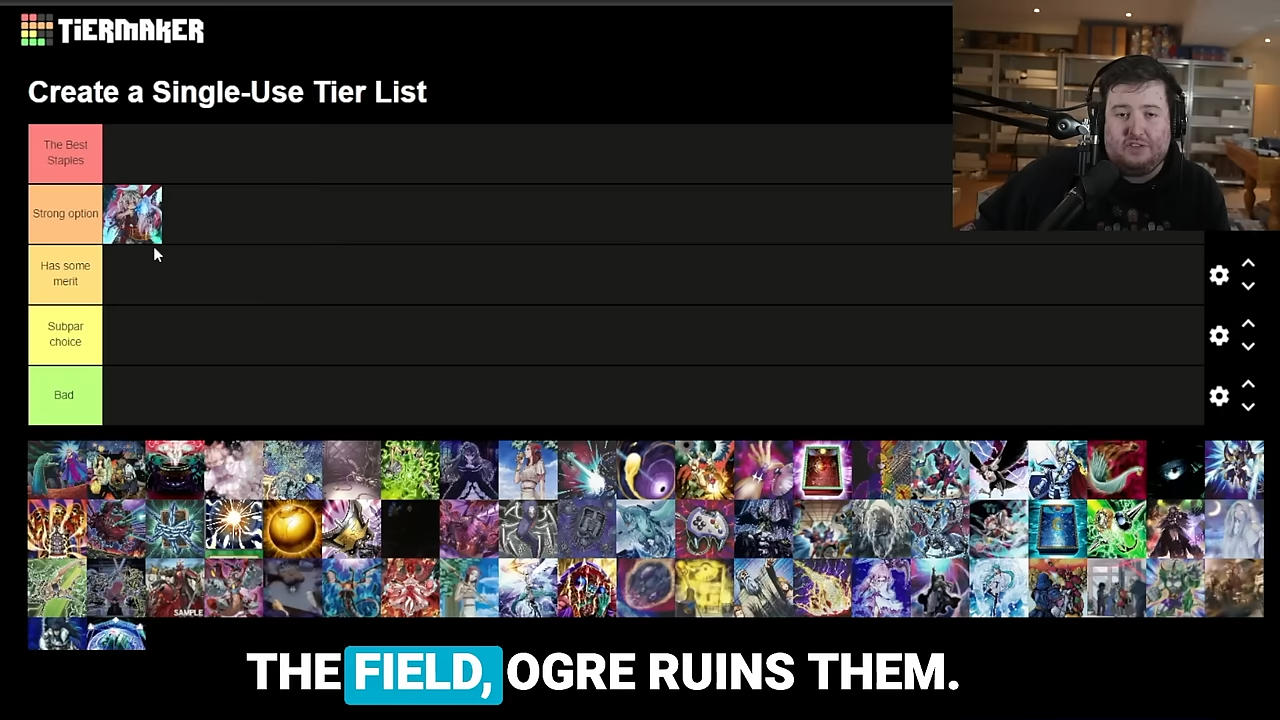 TiERMAKER
Create a Single-Use Tier List
The Best
Staples
Strong option
Has some
merit
Subpar
choice
Bad
SAMPLE
THE FIELD, OGRE RUINS THEM.